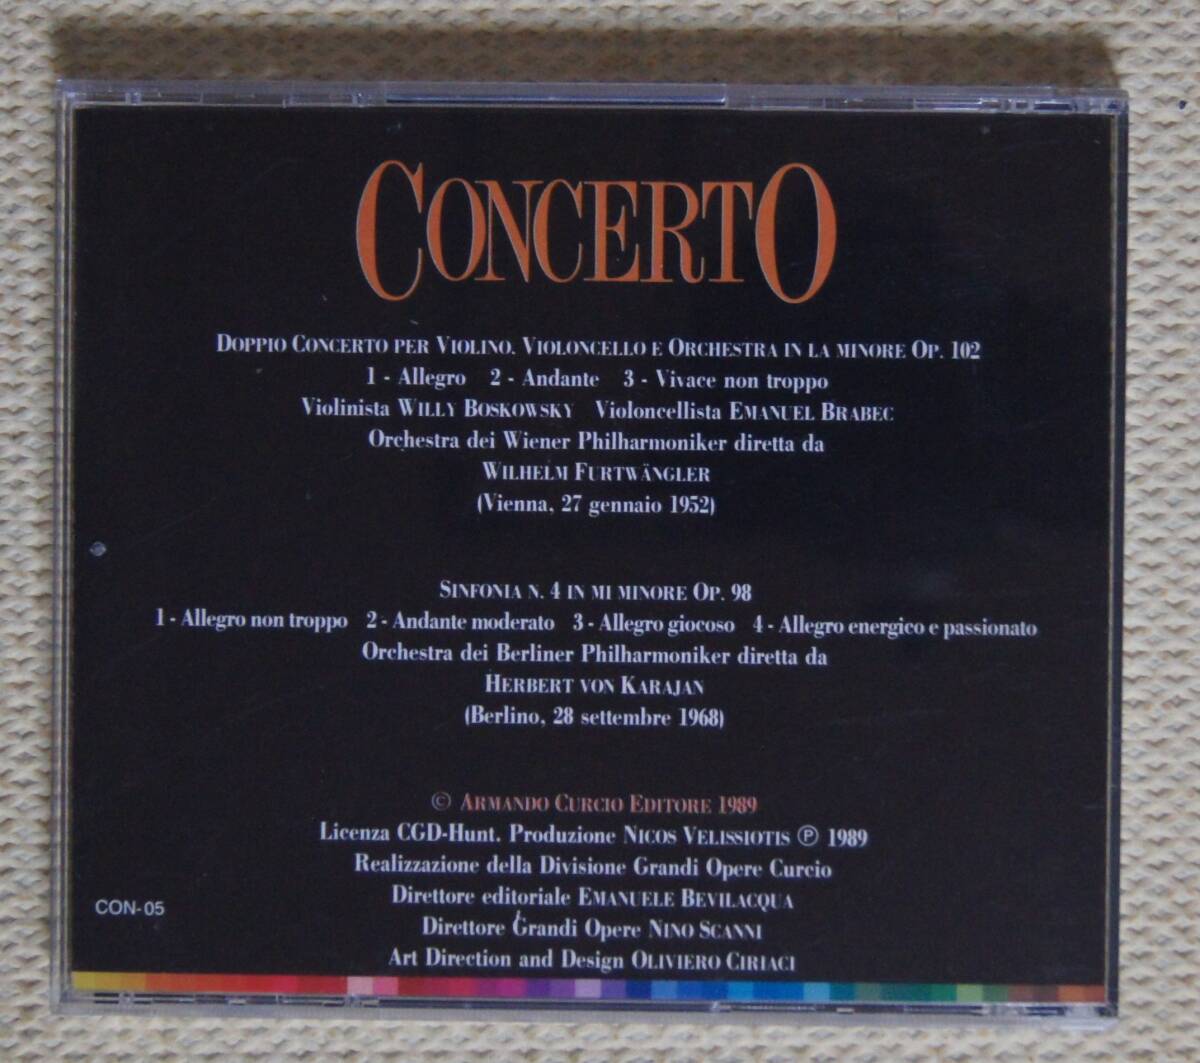 CONCERTO
DOPPIO CONCERTO PER VIOLINO, VIOLONCELLO E ORCHESTRA IN LA MINORE OP. 102
1 - Allegro 2 - Andante 3 - Vivace non troppo
Violinista WILLY BOSKOWSKY Violoncellista EMANUEL BRABEC
Orchestra dei Wiener Philharmoniker diretta da
WILHELM FURTWÄNGLER
(Vienna, 27 gennaio 1952)
SINFONIA N. 4 IN MI MINORE OP. 98
1 - Allegro non troppo 2 - Andante moderato 3 - Allegro giocoso 4 - Allegro energico e passionato
Orchestra dei Berliner Philharmoniker diretta da
HERBERT VON KARAJAN
(Berlino, 28 settembre 1968)
© ARMANDO CURCIO EDITORE 1989
Licenza CGD-Hunt. Produzione NICOS VELISSIOTIS ℗ 1989
Realizzazione della Divisione Grandi Opere Curcio
Direttore editoriale EMANUELE BEVILACQUA
Direttore Grandi Opere NINO SCANNI
Art Direction and Design OLIVIERO CIRIACI
CON-05